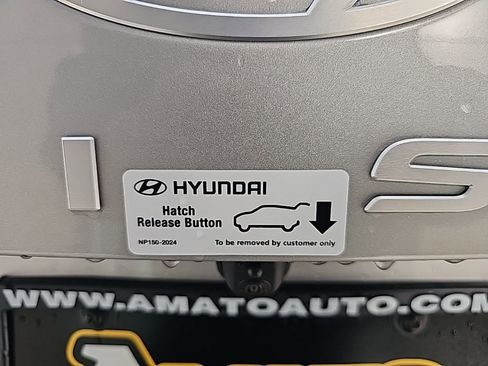 I S
HYUNDAI
Hatch
Release Button
NP150-2024
To be removed by customer only
WWW.AMATOAUTO.COM